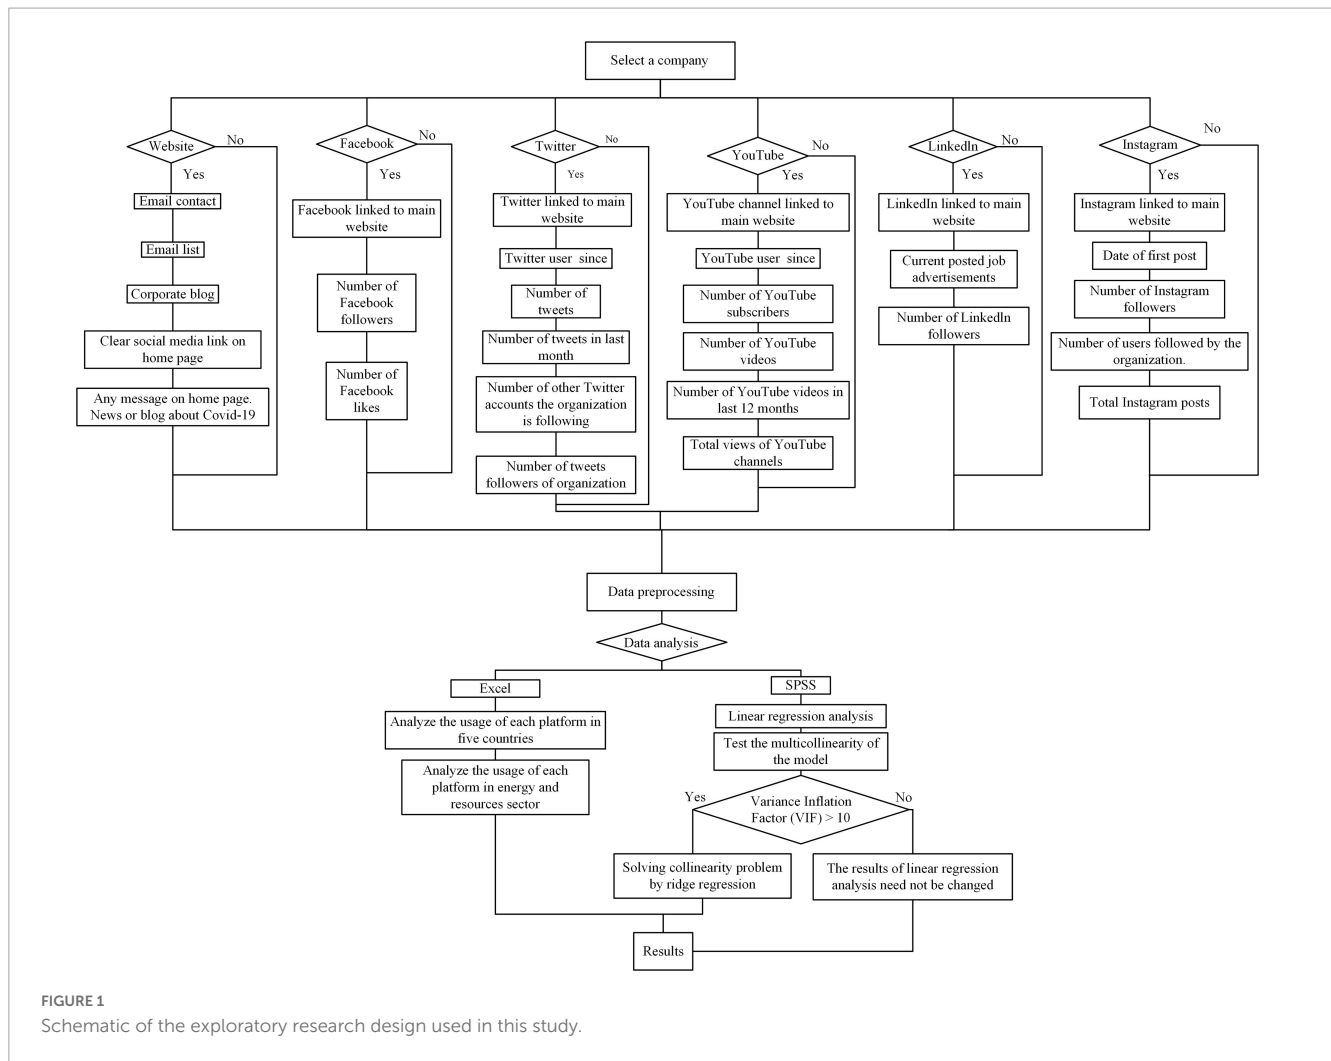 Select a company
Website
No
Yes
Email contact
Email list
Corporate blog
Clear social media link on
home page
Any message on home page.
News or blog about Covid-19
Facebook
No
Yes
Facebook linked to main
website
Number of
Facebook
followers
Number of
Facebook
likes
Twitter
No
Yes
Twitter linked to main
website
Twitter user since
Number of
tweets
Number of tweets in last
month
Number of other Twitter
accounts the organization
is following
Number of tweets
followers of organization
YouTube
No
Yes
YouTube channel linked to
main website
YouTube user since
Number of YouTube
subscribers
Number of YouTube
videos
Number of YouTube videos in
last 12 months
Total views of YouTube
channels
LinkedIn
No
Yes
LinkedIn linked to main
website
Current posted job
advertisements
Number of LinkedIn
followers
Instagram
No
Yes
Instagram linked to main
website
Date of first post
Number of Instagram
followers
Number of users followed by the
organization.
Total Instagram posts
Data preprocessing
Data analysis
Excel
Analyze the usage of each platform in
five countries
Analyze the usage of each
platform in energy and
resources sector
SPSS
Linear regression analysis
Test the multicollinearity of
the model
Variance Inflation
Factor (VIF) > 10
Yes
No
Solving collinearity problem
by ridge regression
The results of linear regression
analysis need not be changed
Results
FIGURE 1
Schematic of the exploratory research design used in this study.